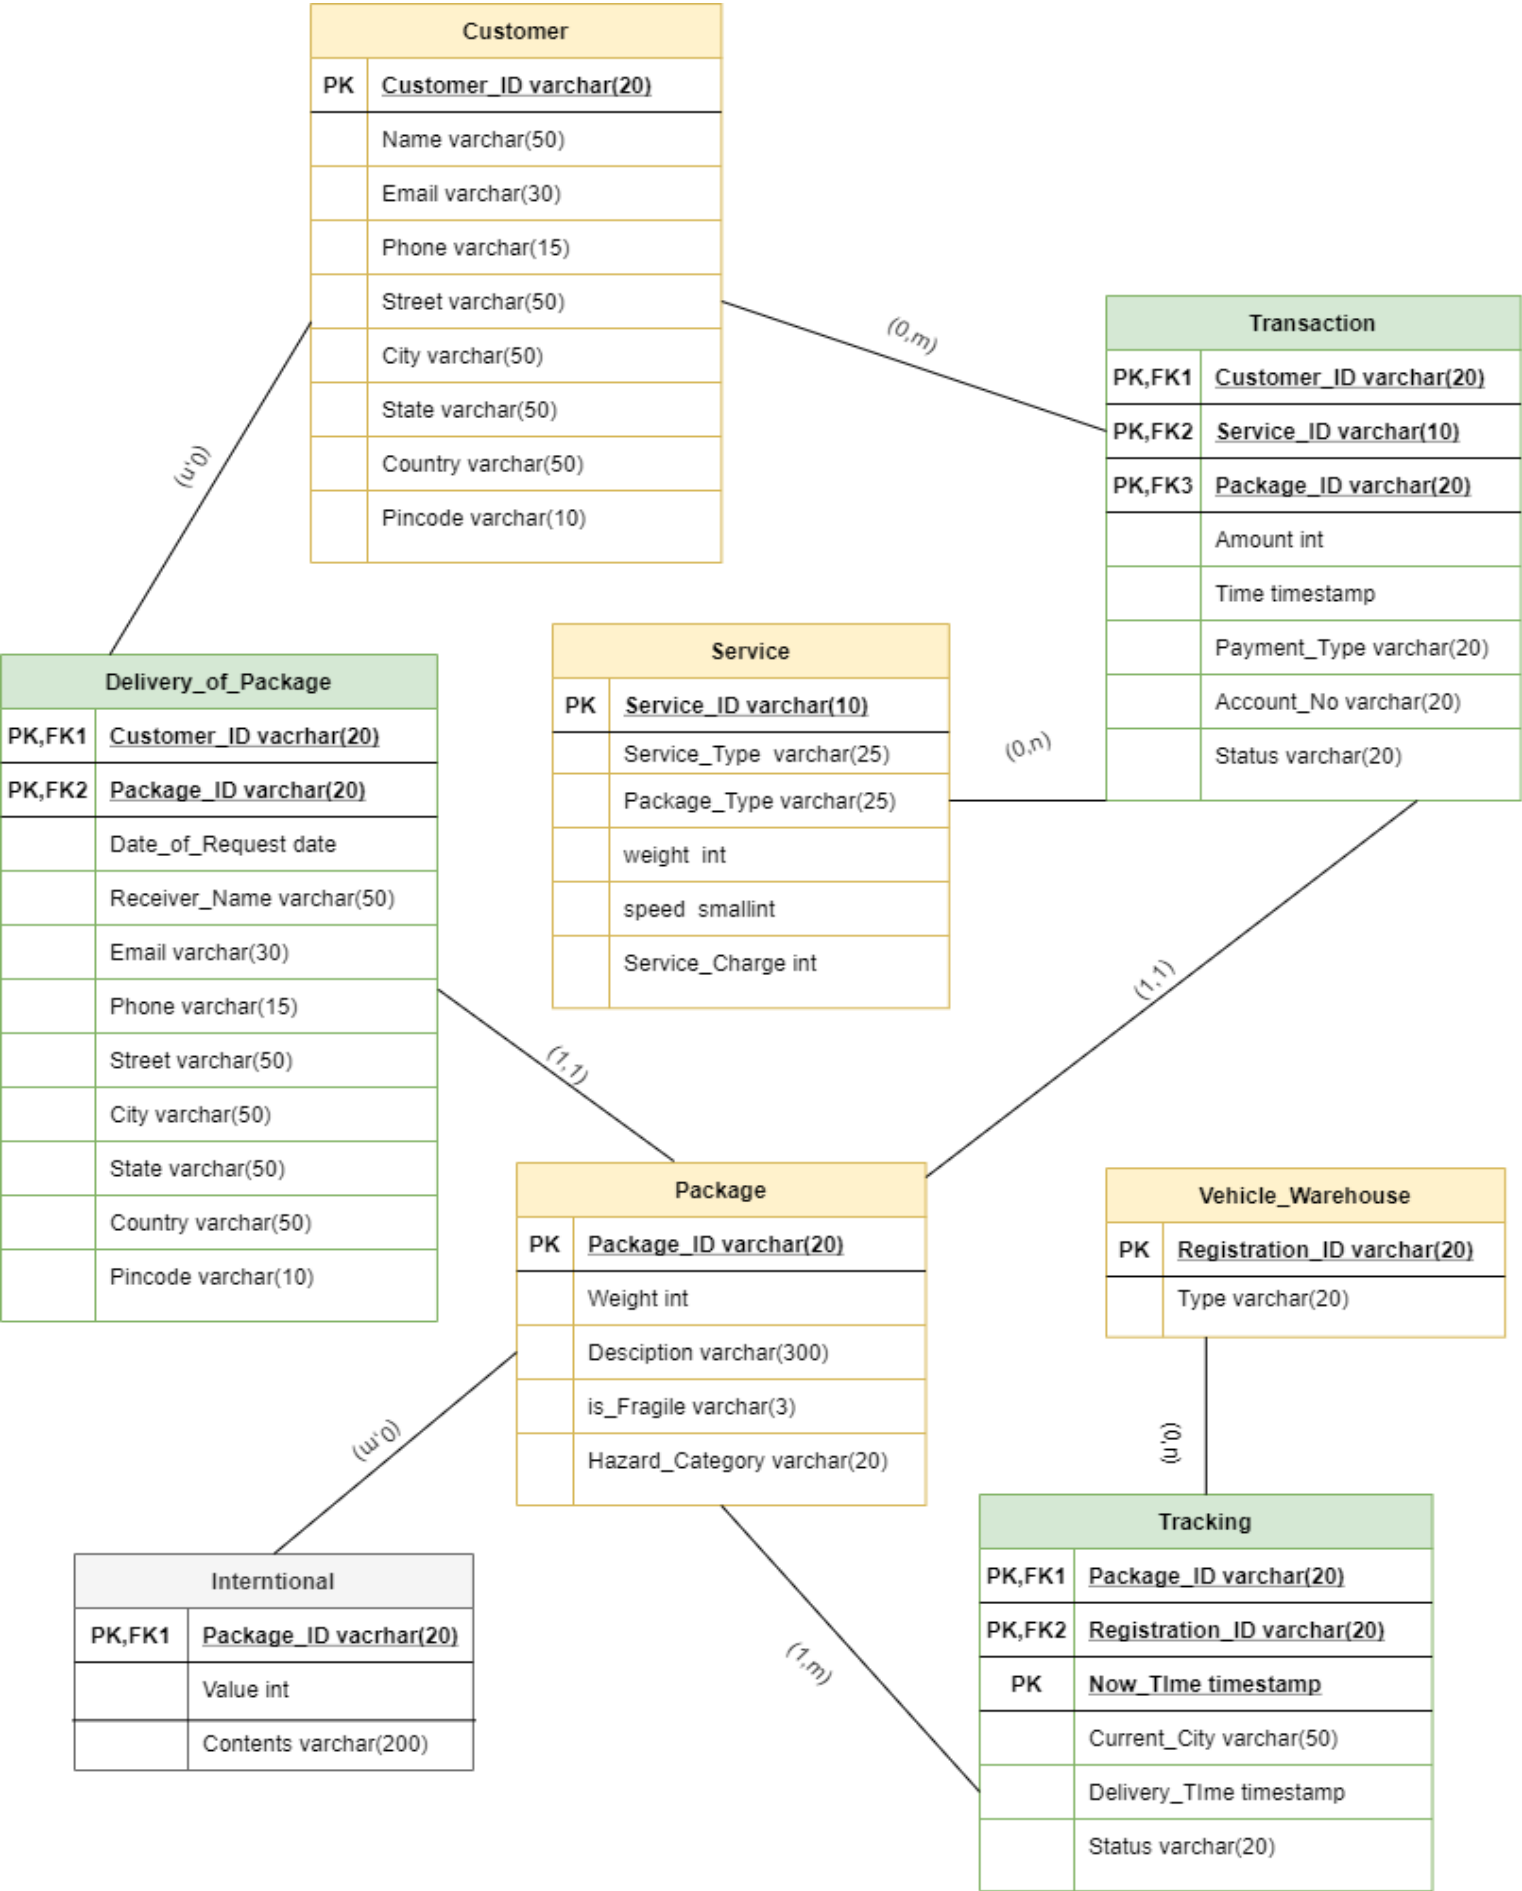 Customer
PK Customer_ID varchar(20)
Name varchar(50)
Email varchar(30)
Phone varchar(15)
Street varchar(50)
City varchar(50)
State varchar(50)
Country varchar(50)
Pincode varchar(10)
(0,m)
(0,n)
Transaction
PK,FK1 Customer_ID varchar(20)
PK,FK2 Service_ID varchar(10)
PK,FK3 Package_ID varchar(20)
Amount int
Time timestamp
Payment_Type varchar(20)
Account_No varchar(20)
Status varchar(20)
Service
PK Service_ID varchar(10)
Service_Type varchar(25)
Package_Type varchar(25)
weight int
speed smallint
Service_Charge int
(0,n)
Delivery_of_Package
PK,FK1 Customer_ID vacrhar(20)
PK,FK2 Package_ID varchar(20)
Date_of_Request date
Receiver_Name varchar(50)
Email varchar(30)
Phone varchar(15)
Street varchar(50)
City varchar(50)
State varchar(50)
Country varchar(50)
Pincode varchar(10)
(1,1)
(1,1)
Package
PK Package_ID varchar(20)
Weight int
Desciption varchar(300)
is_Fragile varchar(3)
Hazard_Category varchar(20)
Vehicle_Warehouse
PK Registration_ID varchar(20)
Type varchar(20)
(0,m)
(0,n)
(1,m)
Interntional
PK,FK1 Package_ID vacrhar(20)
Value int
Contents varchar(200)
Tracking
PK,FK1 Package_ID varchar(20)
PK,FK2 Registration_ID varchar(20)
PK Now_TIme timestamp
Current_City varchar(50)
Delivery_TIme timestamp
Status varchar(20)